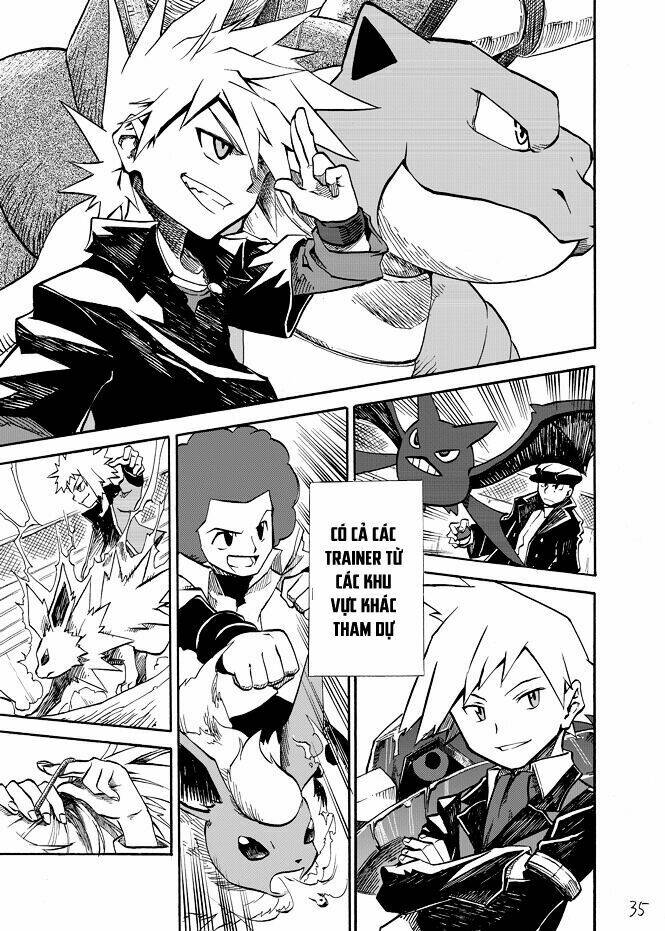 CÓ CẢ CÁC
TRAINER TỪ
CÁC KHU
VỰC KHÁC
THAM DỰ
35